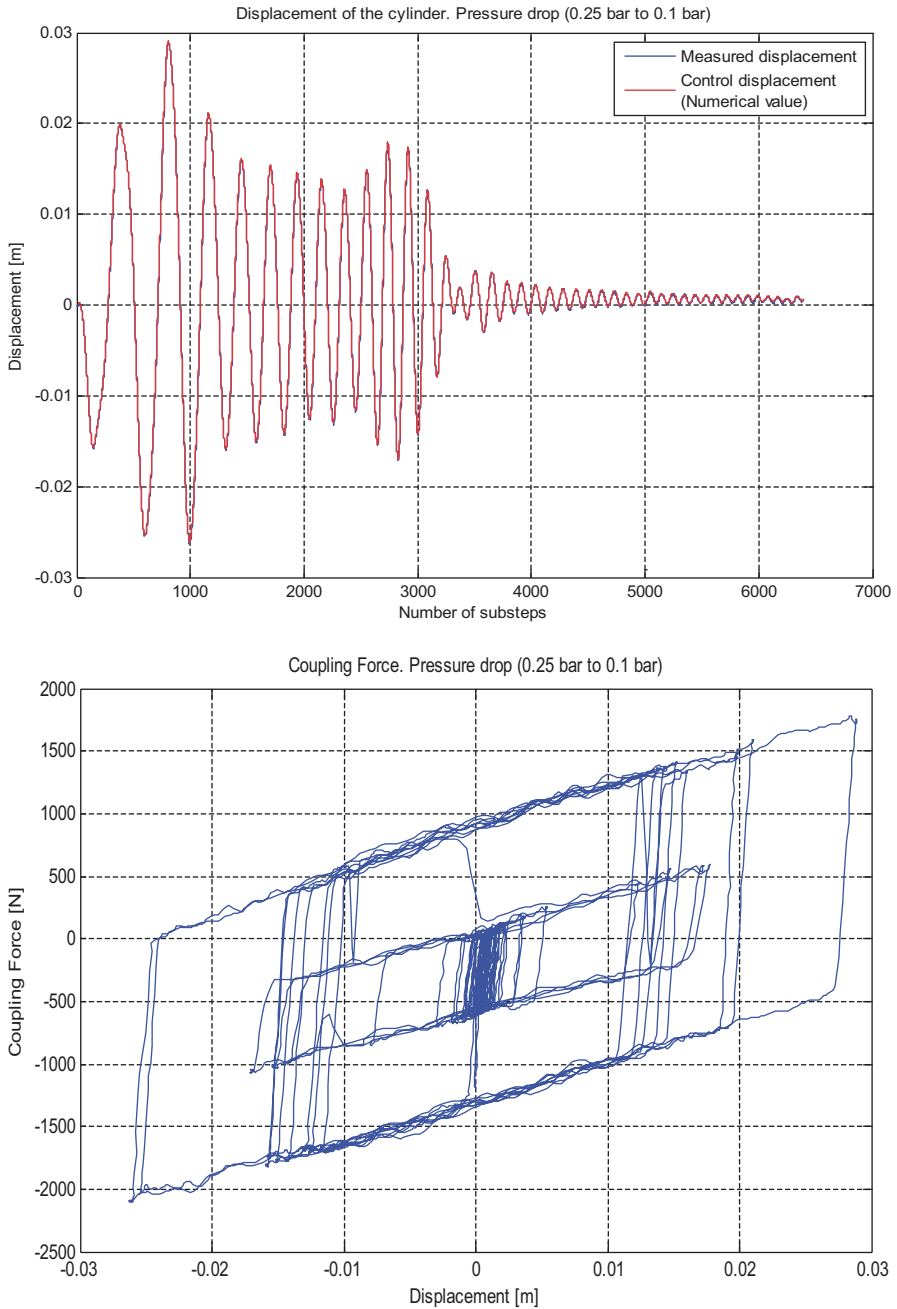 Displacement of the cylinder. Pressure drop (0.25 bar to 0.1 bar)
0.03
0.02
0.01
0
-0.01
-0.02
-0.03
Displacement [m]
Measured displacement
Control displacement
(Numerical value)
0 1000 2000 3000 4000 5000 6000 7000
Number of substeps
Coupling Force. Pressure drop (0.25 bar to 0.1 bar)
2000
1500
1000
500
0
-500
-1000
-1500
-2000
-2500
Coupling Force [N]
-0.03 -0.02 -0.01 0 0.01 0.02 0.03
Displacement [m]